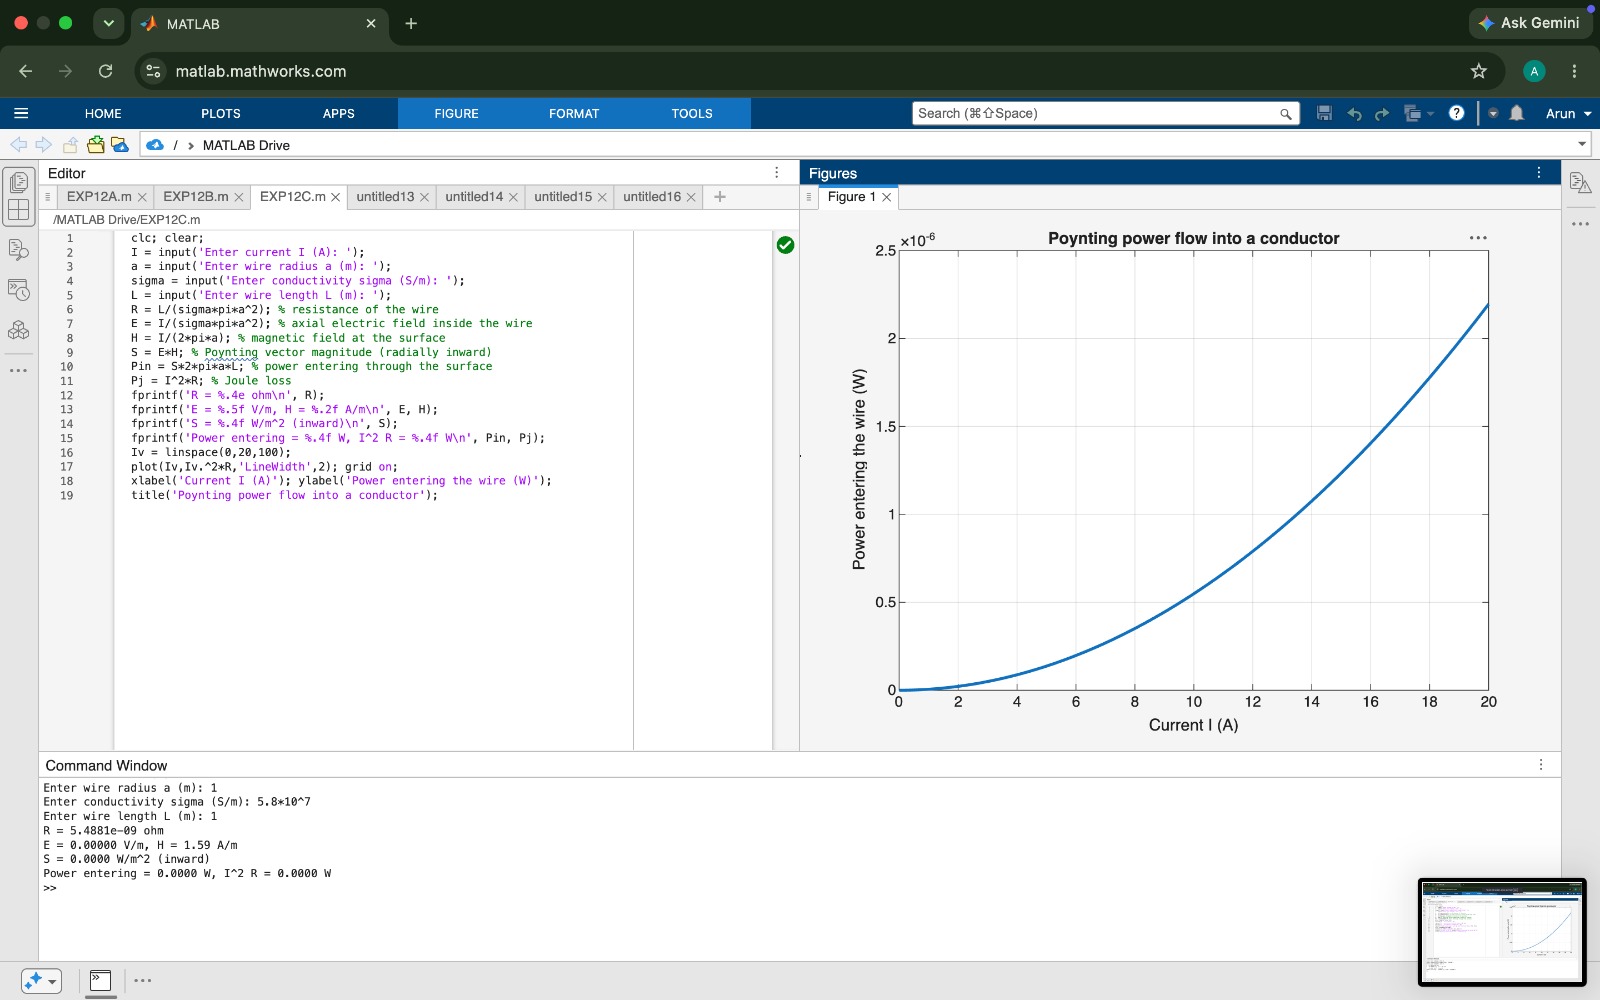 MATLAB
Ask Gemini
matlab.mathworks.com
A
HOME PLOTS APPS FIGURE FORMAT TOOLS
Search (⌘⇧Space)
? Arun
/ › MATLAB Drive
Editor
EXP12A.m × EXP12B.m × EXP12C.m × untitled13 × untitled14 × untitled15 × untitled16 × +
/MATLAB Drive/EXP12C.m
1 clc; clear;
2 I = input('Enter current I (A): ');
3 a = input('Enter wire radius a (m): ');
4 sigma = input('Enter conductivity sigma (S/m): ');
5 L = input('Enter wire length L (m): ');
6 R = L/(sigma*pi*a^2); % resistance of the wire
7 E = I/(sigma*pi*a^2); % axial electric field inside the wire
8 H = I/(2*pi*a); % magnetic field at the surface
9 S = E*H; % Poynting vector magnitude (radially inward)
10 Pin = S*2*pi*a*L; % power entering through the surface
11 Pj = I^2*R; % Joule loss
12 fprintf('R = %.4e ohm\n', R);
13 fprintf('E = %.5f V/m, H = %.2f A/m\n', E, H);
14 fprintf('S = %.4f W/m^2 (inward)\n', S);
15 fprintf('Power entering = %.4f W, I^2 R = %.4f W\n', Pin, Pj);
16 Iv = linspace(0,20,100);
17 plot(Iv,Iv.^2*R,'LineWidth',2); grid on;
18 xlabel('Current I (A)'); ylabel('Power entering the wire (W)');
19 title('Poynting power flow into a conductor');
Figures
Figure 1 ×
×10^-6
Poynting power flow into a conductor
2.5
2
1.5
1
0.5
0
Power entering the wire (W)
0 2 4 6 8 10 12 14 16 18 20
Current I (A)
Command Window
Enter wire radius a (m): 1
Enter conductivity sigma (S/m): 5.8*10^7
Enter wire length L (m): 1
R = 5.4881e-09 ohm
E = 0.00000 V/m, H = 1.59 A/m
S = 0.0000 W/m^2 (inward)
Power entering = 0.0000 W, I^2 R = 0.0000 W
>>